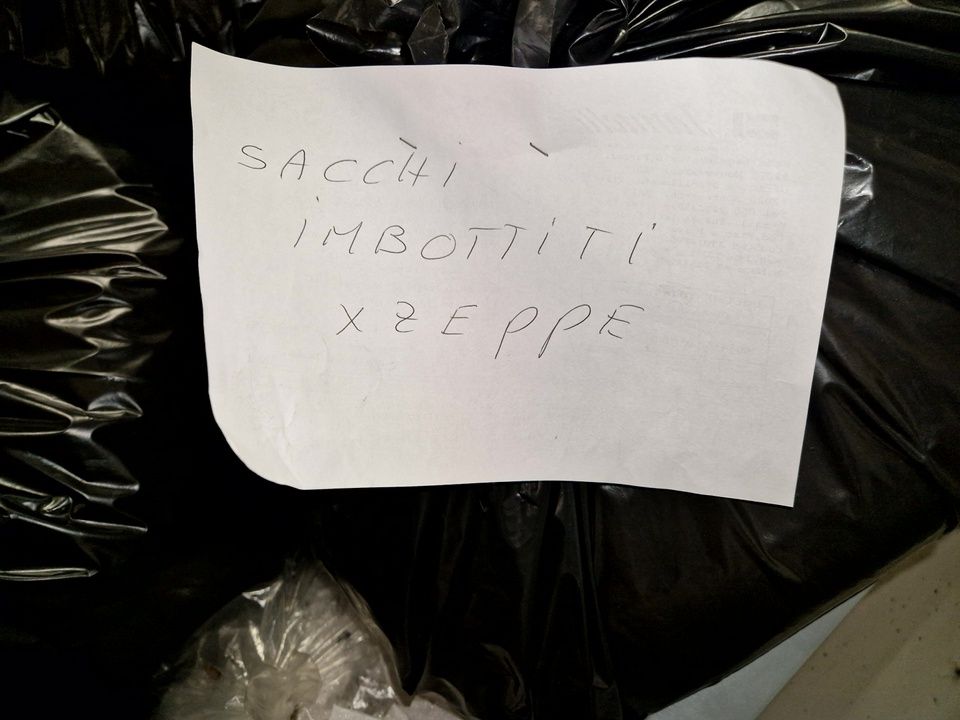 SACCHI
IMBOTTITI
X ZEPPE